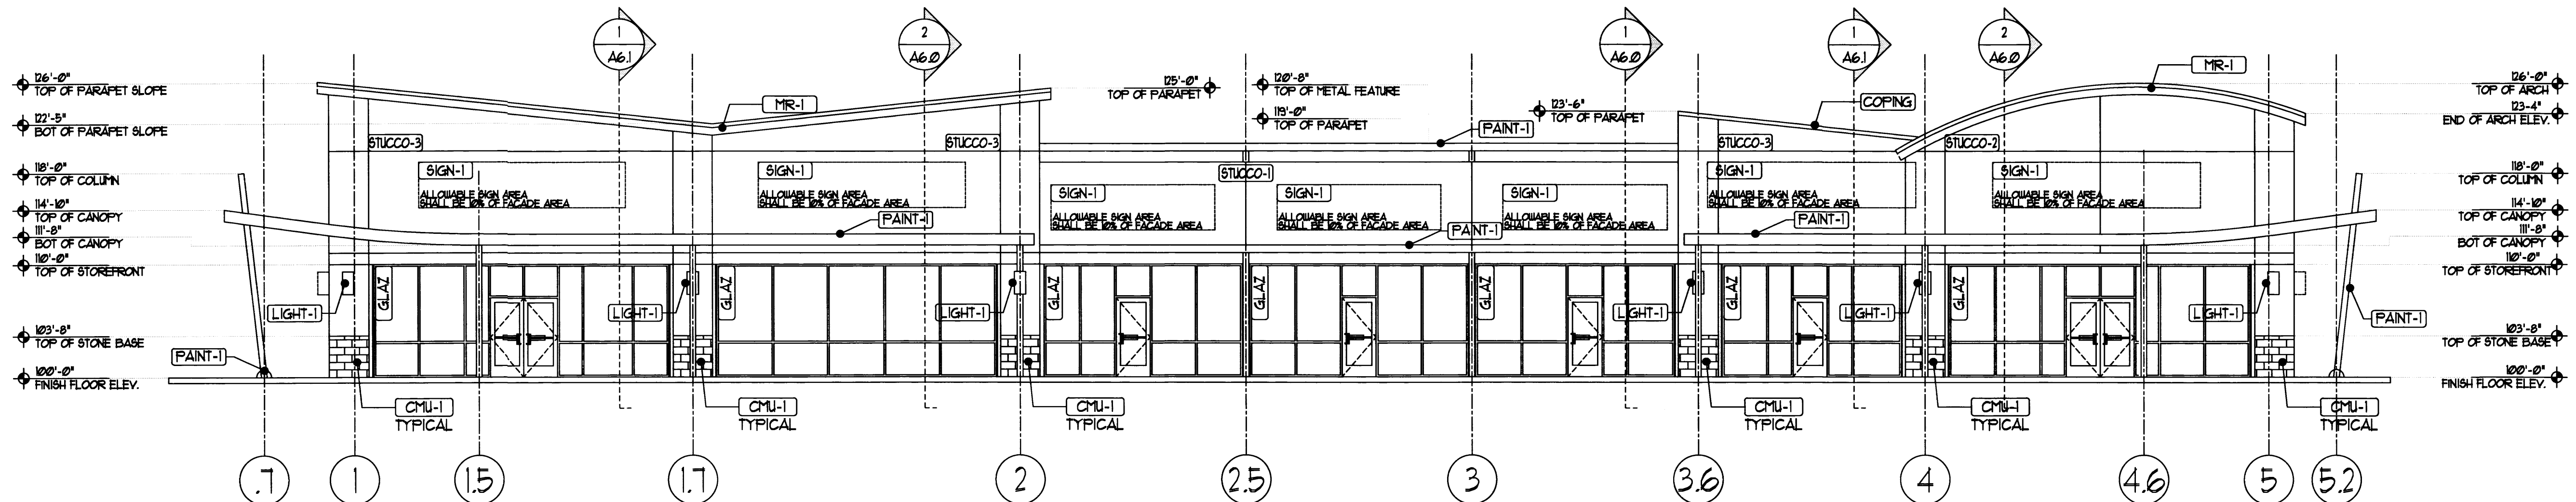 1
A6.1
2
A6.0
1
A6.0
1
A6.1
2
A6.0
126'-0"
TOP OF PARAPET SLOPE
122'-5"
BOT OF PARAPET SLOPE
118'-0"
TOP OF COLUMN
114'-10"
TOP OF CANOPY
111'-8"
BOT OF CANOPY
110'-0"
TOP OF STOREFRONT
103'-8"
TOP OF STONE BASE
100'-0"
FINISH FLOOR ELEV.
MR-1
125'-0"
TOP OF PARAPET
120'-8"
TOP OF METAL FEATURE
119'-0"
TOP OF PARAPET
123'-6"
TOP OF PARAPET
PAINT-1
COPING
MR-1
126'-0"
TOP OF ARCH
123-4"
END OF ARCH ELEV.
118'-0"
TOP OF COLUMN
114'-10"
TOP OF CANOPY
111'-8"
BOT OF CANOPY
110'-0"
TOP OF STOREFRONT
103'-8"
TOP OF STONE BASE
100'-0"
FINISH FLOOR ELEV.
STUCCO-3
STUCCO-3
STUCCO-1
STUCCO-3
STUCCO-2
SIGN-1
ALLOWABLE SIGN AREA
SHALL BE 10% OF FACADE AREA
SIGN-1
ALLOWABLE SIGN AREA
SHALL BE 10% OF FACADE AREA
SIGN-1
ALLOWABLE SIGN AREA
SHALL BE 10% OF FACADE AREA
SIGN-1
ALLOWABLE SIGN AREA
SHALL BE 10% OF FACADE AREA
SIGN-1
ALLOWABLE SIGN AREA
SHALL BE 10% OF FACADE AREA
SIGN-1
ALLOWABLE SIGN AREA
SHALL BE 10% OF FACADE AREA
SIGN-1
ALLOWABLE SIGN AREA
SHALL BE 10% OF FACADE AREA
PAINT-1
PAINT-1
PAINT-1
GLAZ
GLAZ
GLAZ
GLAZ
GLAZ
GLAZ
GLAZ
LIGHT-1
LIGHT-1
LIGHT-1
LIGHT-1
LIGHT-1
LIGHT-1
PAINT-1
PAINT-1
CMU-1
TYPICAL
CMU-1
TYPICAL
CMU-1
TYPICAL
CMU-1
TYPICAL
CMU-1
TYPICAL
CMU-1
TYPICAL
.7
1
1.5
1.7
2
2.5
3
3.6
4
4.6
5
5.2